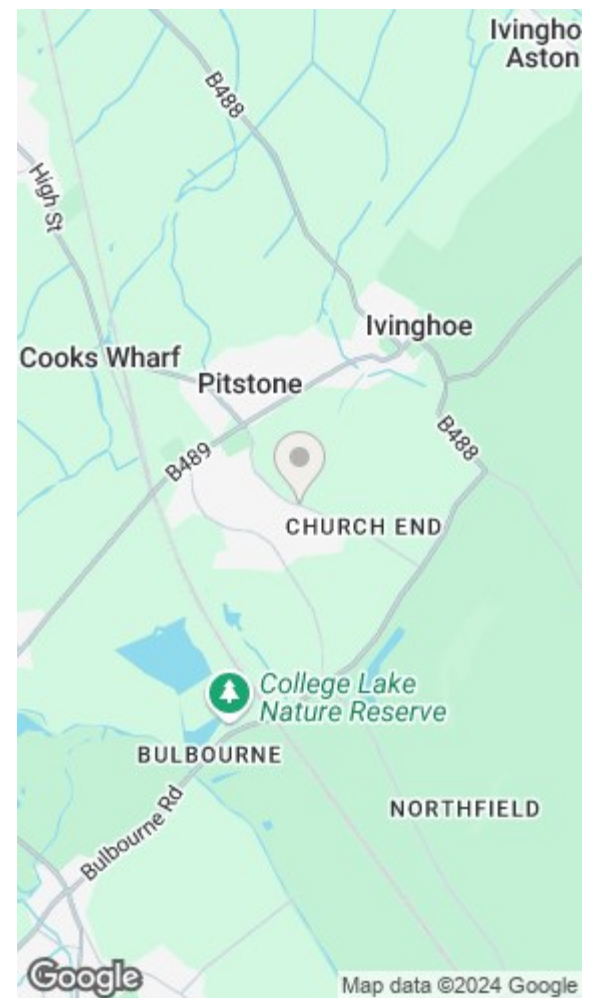 Ivingho
Aston
B488
High St
Ivinghoe
Cooks Wharf
Pitstone
B488
B489
CHURCH END
College Lake
Nature Reserve
BULBOURNE
NORTHFIELD
Bulbourne Rd
Google
Map data ©2024 Google